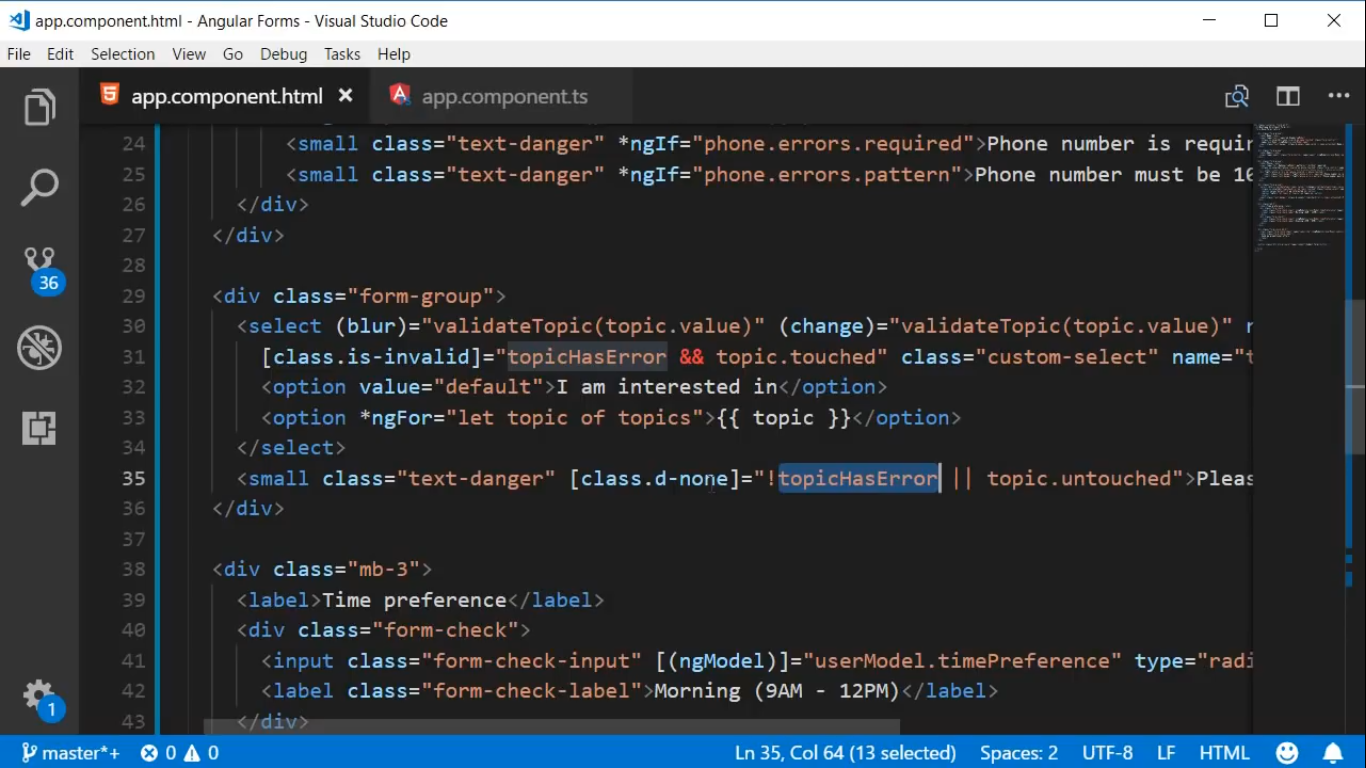 app.component.html - Angular Forms - Visual Studio Code
File Edit Selection View Go Debug Tasks Help
app.component.html app.component.ts
24 <small class="text-danger" *ngIf="phone.errors.required">Phone number is requir
25 <small class="text-danger" *ngIf="phone.errors.pattern">Phone number must be 10
26 </div>
27 </div>
28
29 <div class="form-group">
30 <select (blur)="validateTopic(topic.value)" (change)="validateTopic(topic.value)" n
31 [class.is-invalid]="topicHasError && topic.touched" class="custom-select" name="t
32 <option value="default">I am interested in</option>
33 <option *ngFor="let topic of topics">{{ topic }}</option>
34 </select>
35 <small class="text-danger" [class.d-none]="!topicHasError || topic.untouched">Pleas
36 </div>
37
38 <div class="mb-3">
39 <label>Time preference</label>
40 <div class="form-check">
41 <input class="form-check-input" [(ngModel)]="userModel.timePreference" type="radi
42 <label class="form-check-label">Morning (9AM - 12PM)</label>
43 </div>
36
1
master*+ 0 0 Ln 35, Col 64 (13 selected) Spaces: 2 UTF-8 LF HTML